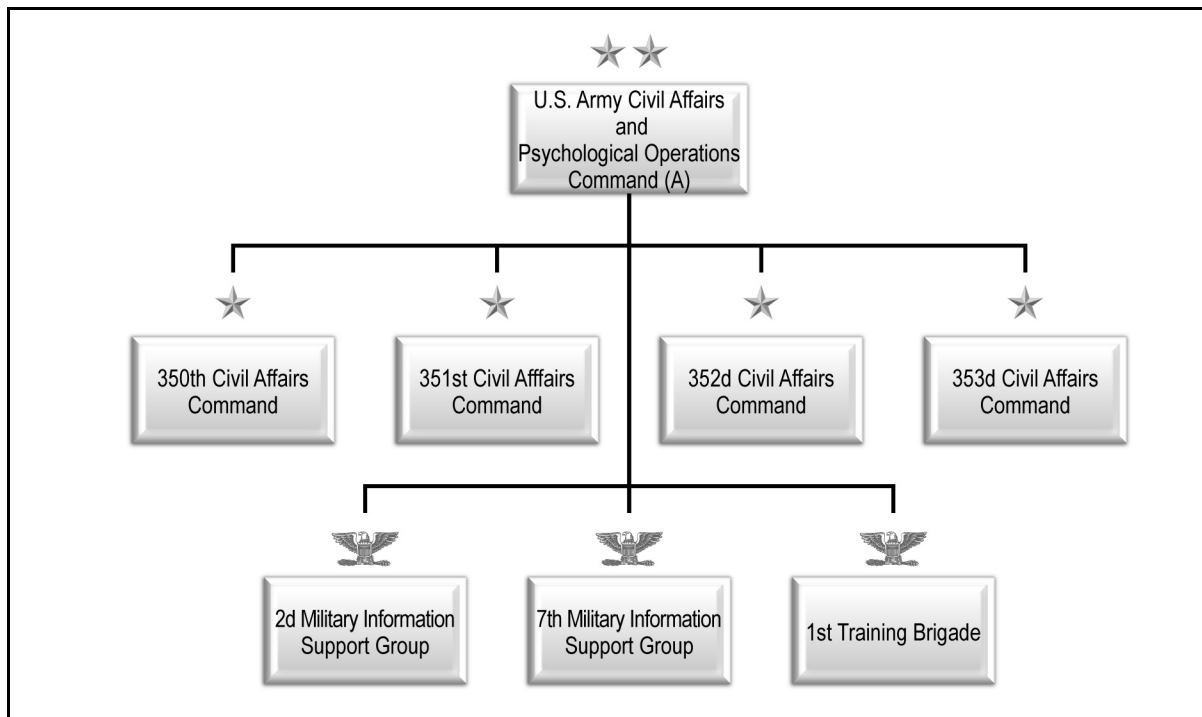 U.S. Army Civil Affairs
and
Psychological Operations
Command (A)
350th Civil Affairs
Command
351st Civil Afffairs
Command
352d Civil Affairs
Command
353d Civil Affairs
Command
2d Military Information
Support Group
7th Military Information
Support Group
1st Training Brigade